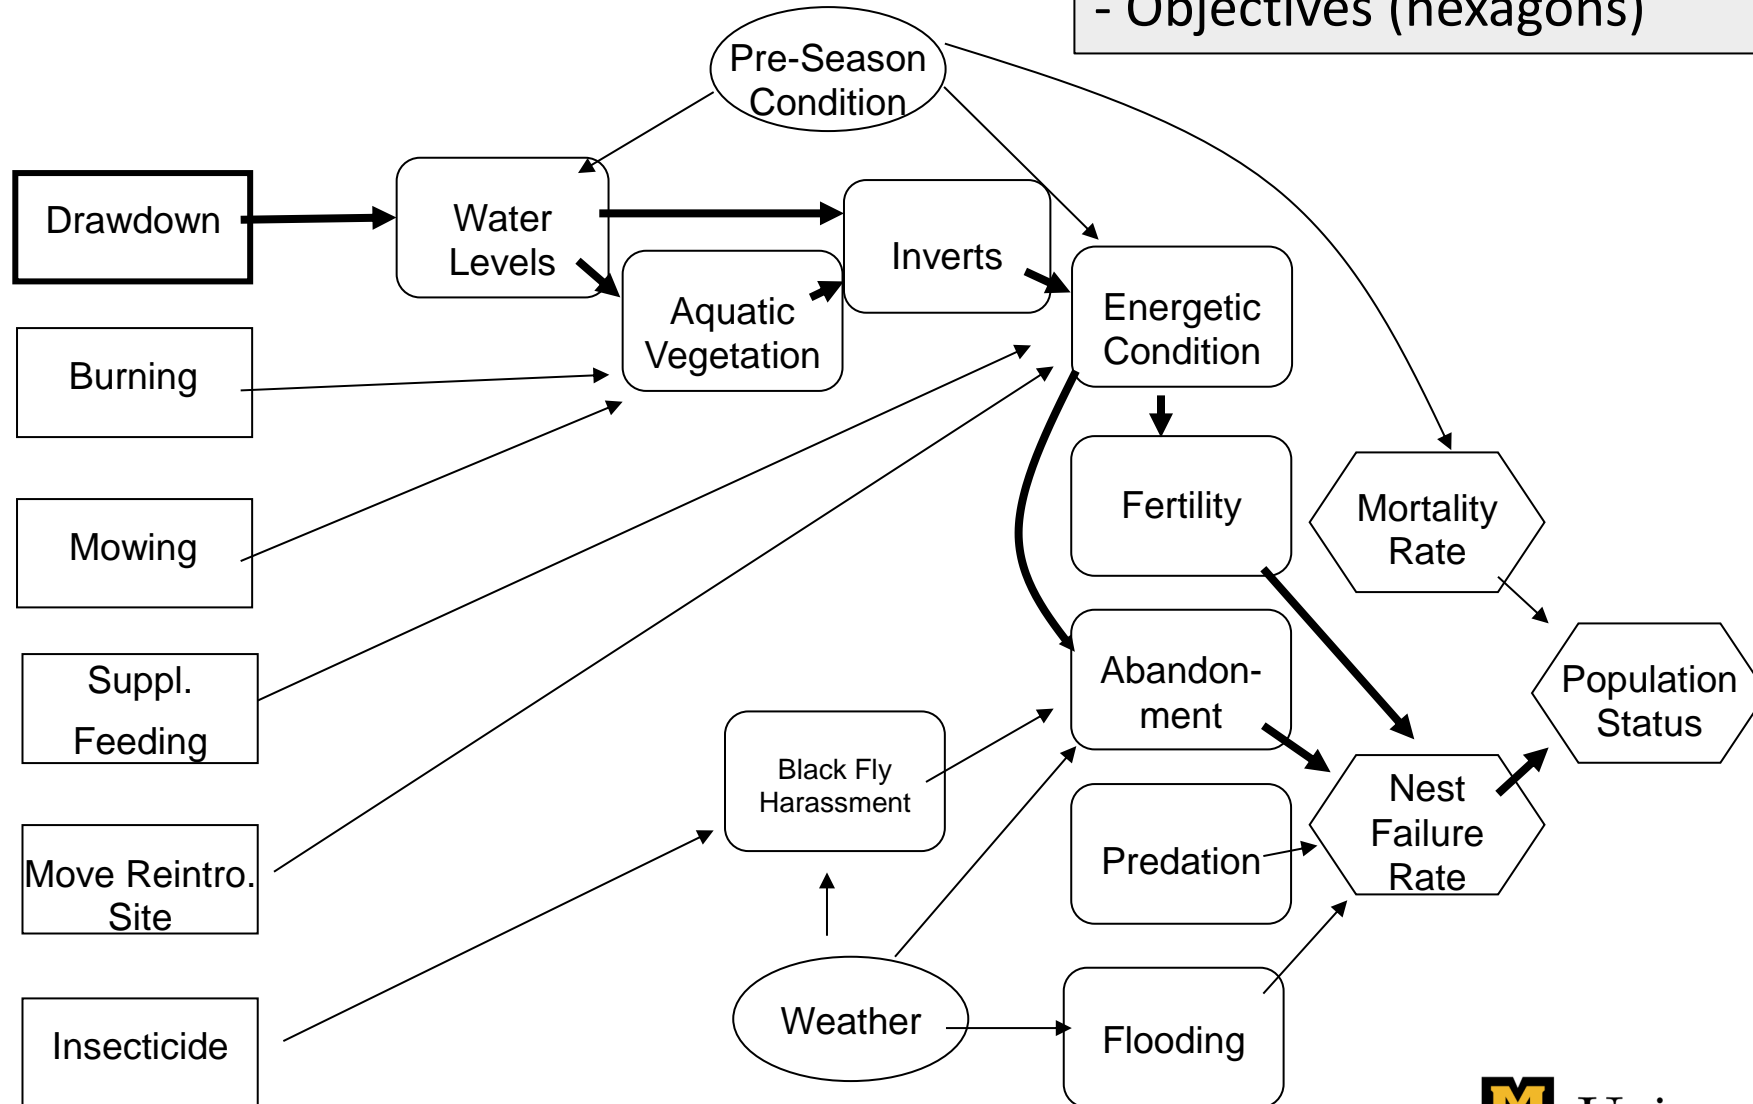 - Objectives (hexagons)
Pre-Season
Condition
Drawdown
Water
Levels
Inverts
Aquatic
Vegetation
Energetic
Condition
Burning
Fertility
Mortality
Rate
Mowing
Suppl.
Feeding
Abandon-
ment
Population
Status
Black Fly
Harassment
Nest
Failure
Rate
Predation
Move Reintro.
Site
Weather
Flooding
Insecticide
M